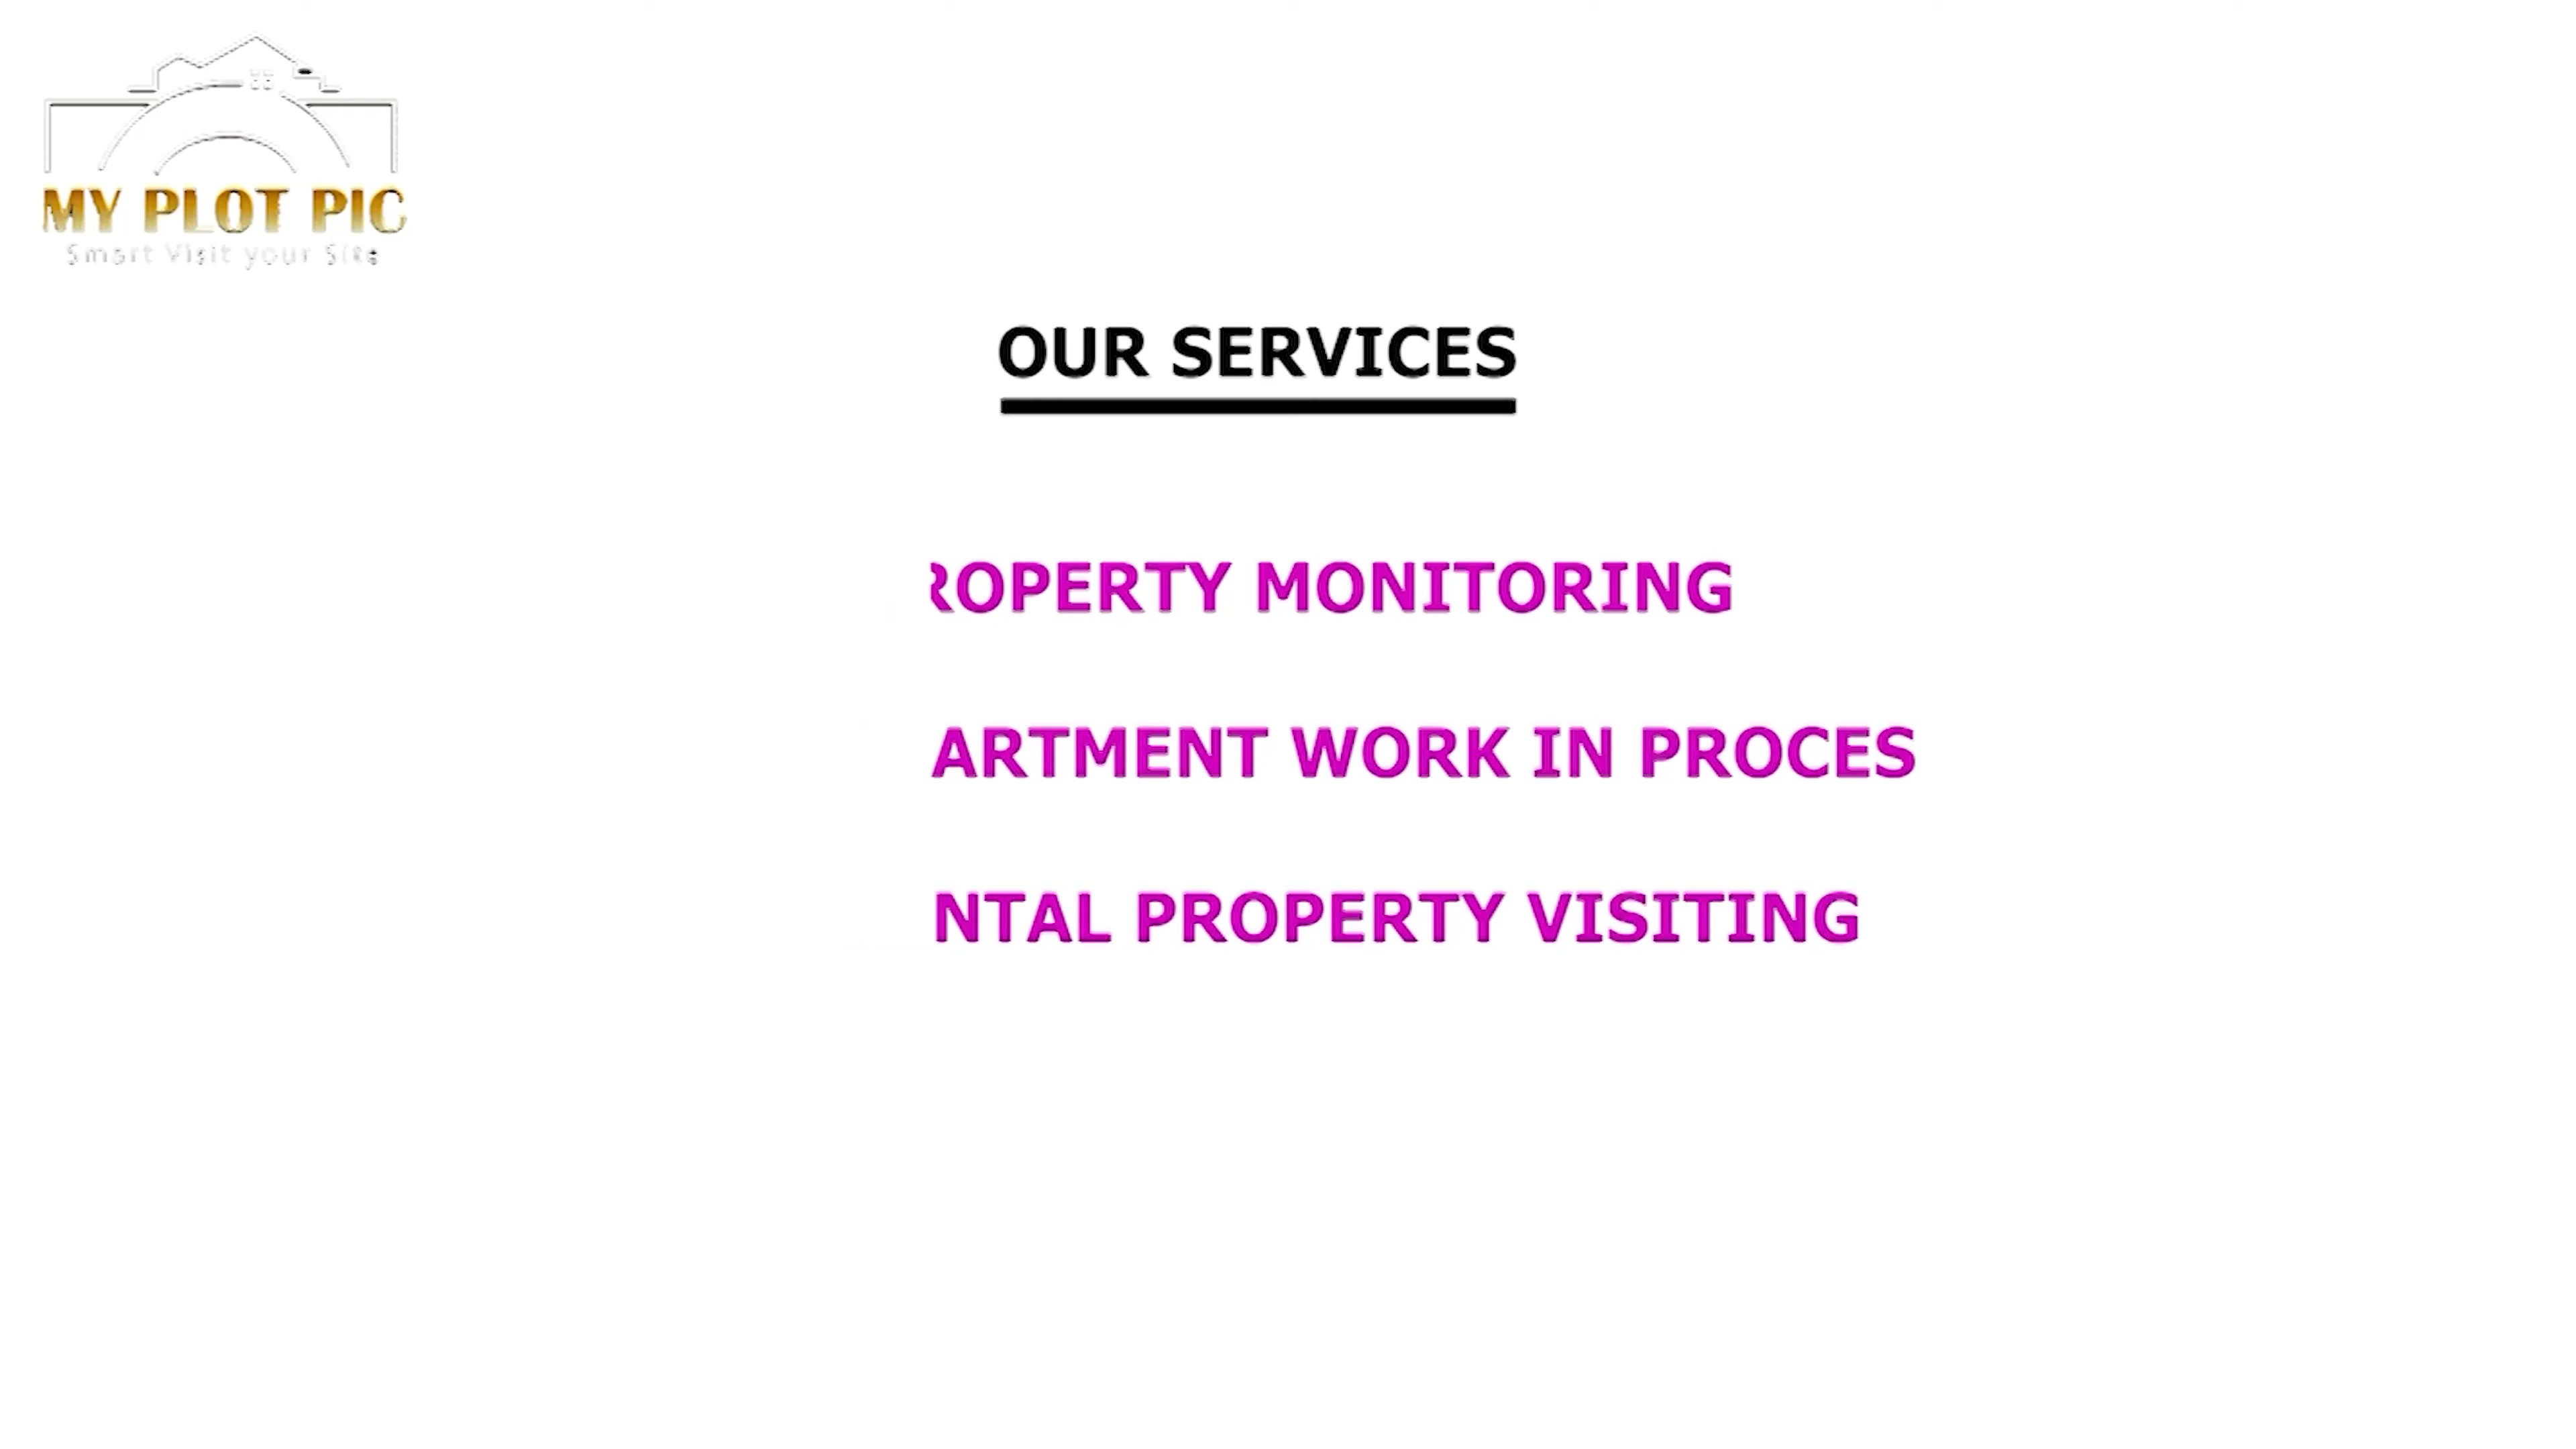 MY PLOT PIC
Smart Visit your Site
OUR SERVICES
ROPERTY MONITORING
ARTMENT WORK IN PROCES
NTAL PROPERTY VISITING